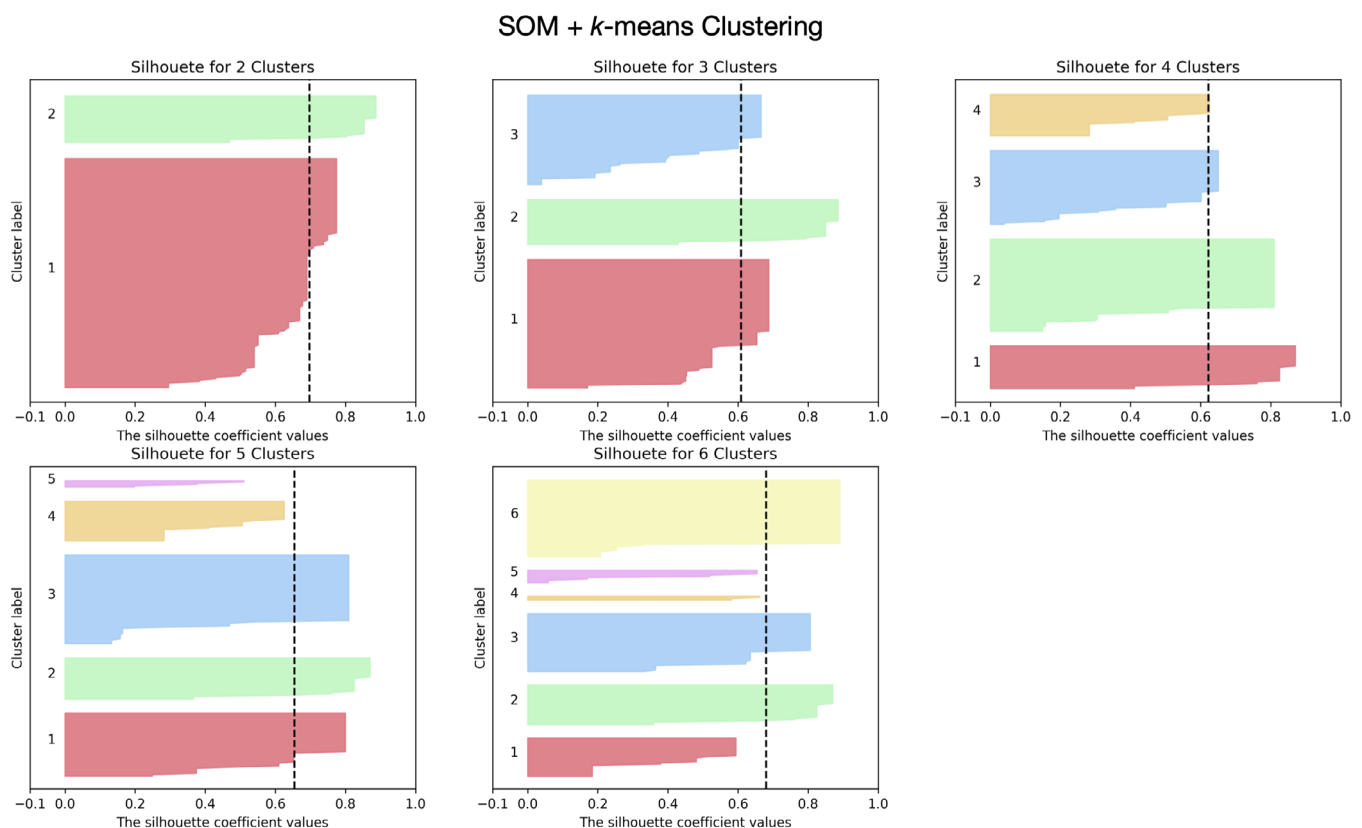 SOM + k-means Clustering
Silhouete for 2 Clusters
Cluster label
2
1
−0.1 0.0 0.2 0.4 0.6 0.8 1.0
The silhouette coefficient values
Silhouete for 3 Clusters
Cluster label
3
2
1
−0.1 0.0 0.2 0.4 0.6 0.8 1.0
The silhouette coefficient values
Silhouete for 4 Clusters
Cluster label
4
3
2
1
−0.1 0.0 0.2 0.4 0.6 0.8 1.0
The silhouette coefficient values
Silhouete for 5 Clusters
Cluster label
5
4
3
2
1
−0.1 0.0 0.2 0.4 0.6 0.8 1.0
The silhouette coefficient values
Silhouete for 6 Clusters
Cluster label
6
5
4
3
2
1
−0.1 0.0 0.2 0.4 0.6 0.8 1.0
The silhouette coefficient values